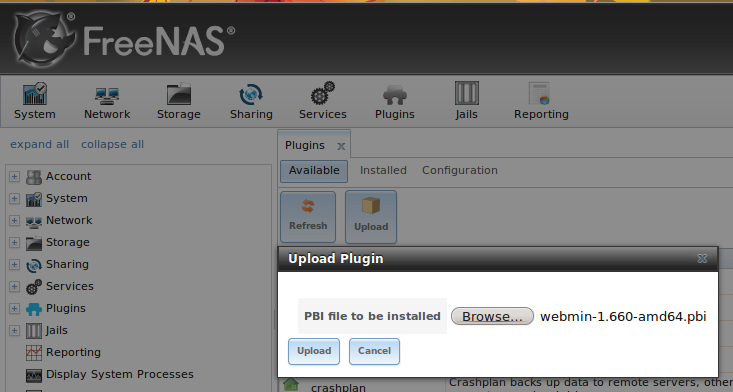 FreeNAS®
System Network Storage Sharing Services Plugins Jails Reporting
expand all collapse all
Account
System
Network
Storage
Sharing
Services
Plugins
Jails
Reporting
Display System Processes
Plugins x
Available Installed Configuration
Refresh Upload
Upload Plugin x
PBI file to be installed Browse... webmin-1.660-amd64.pbi
Upload Cancel
crashplan Crashplan backs up data to remote servers, othe